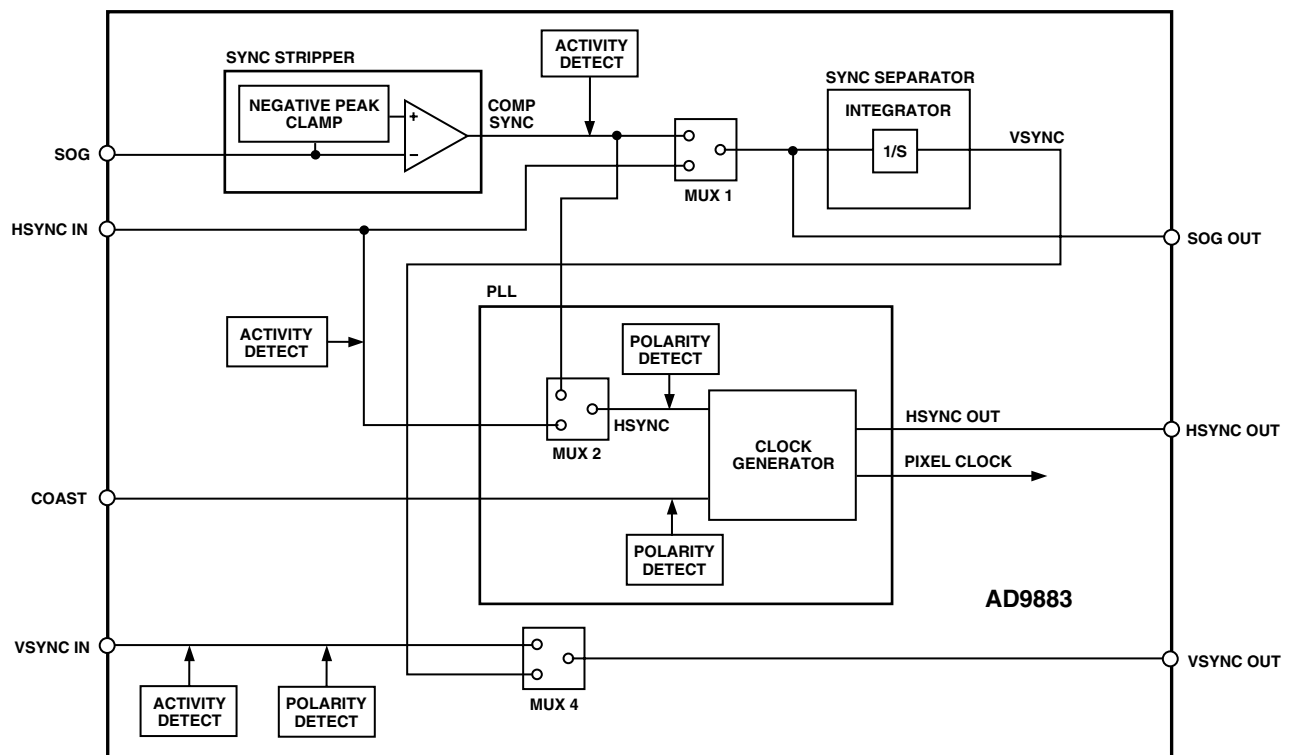 ACTIVITY
DETECT
SYNC STRIPPER
SYNC SEPARATOR
NEGATIVE PEAK
CLAMP
+
−
COMP
SYNC
INTEGRATOR
1/S
VSYNC
SOG
MUX 1
HSYNC IN
SOG OUT
PLL
ACTIVITY
DETECT
POLARITY
DETECT
HSYNC
MUX 2
CLOCK
GENERATOR
HSYNC OUT
HSYNC OUT
PIXEL CLOCK
COAST
POLARITY
DETECT
AD9883
VSYNC IN
VSYNC OUT
ACTIVITY
DETECT
POLARITY
DETECT
MUX 4